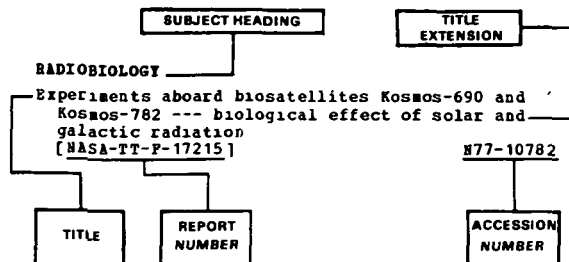 SUBJECT HEADING
TITLE
EXTENSION
RADIOBIOLOGY
Experiments aboard biosatellites Kosmos-690 and
Kosmos-782 --- biological effect of solar and
galactic radiation
[NASA-TT-F-17215] N77-10782
TITLE
REPORT
NUMBER
ACCESSION
NUMBER